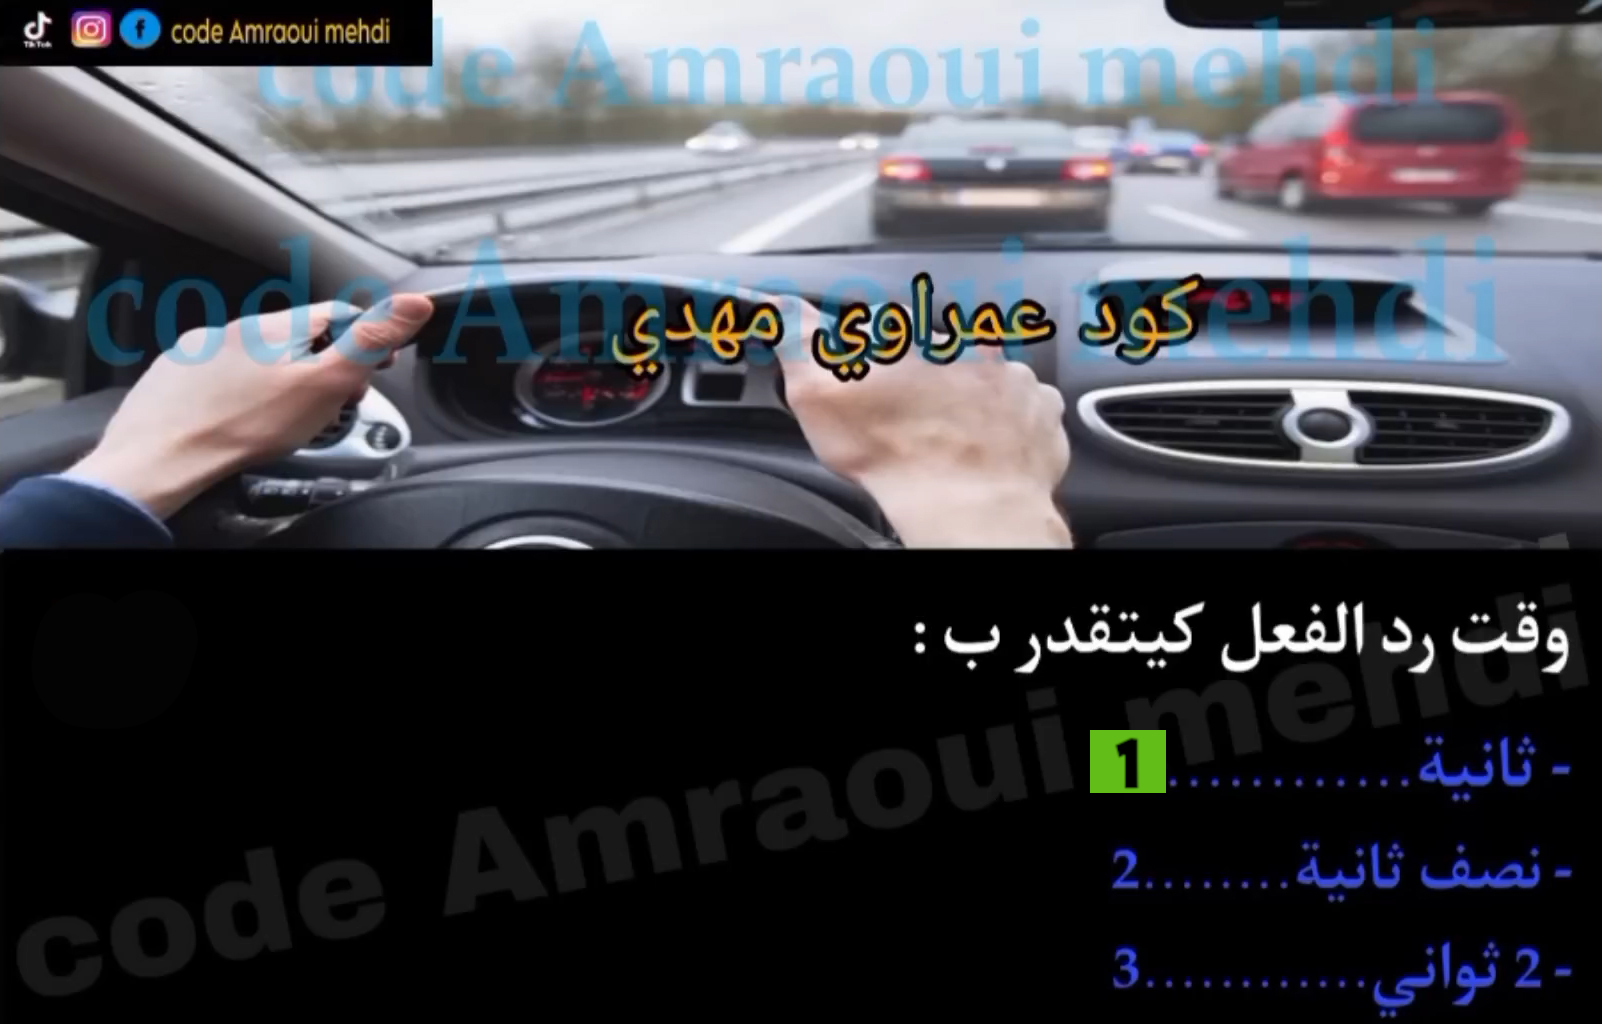 TikTok
code Amraoui mehdi
code Amraoui mehdi
code Amraoui mehdi
كود عمراوي مهدي
وقت رد الفعل كيتقدر ب :
- ثانية............1
- نصف ثانية........2
- 2 ثواني............3
code Amraoui mehdi